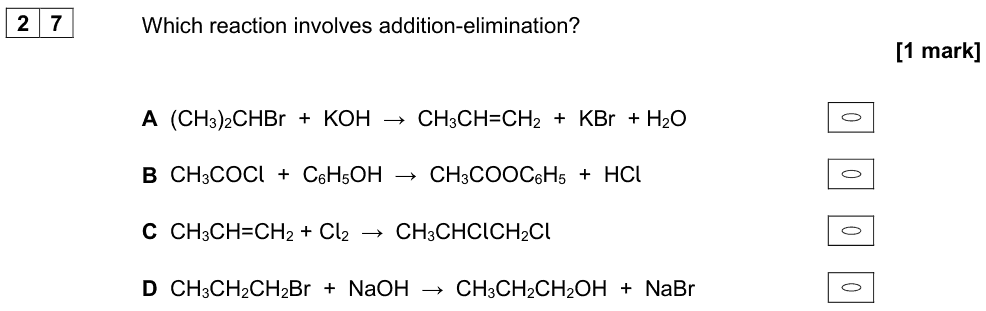 2 7 Which reaction involves addition-elimination?
[1 mark]
A (CH₃)₂CHBr + KOH → CH₃CH=CH₂ + KBr + H₂O
B CH₃COCl + C₆H₅OH → CH₃COOC₆H₅ + HCl
C CH₃CH=CH₂ + Cl₂ → CH₃CHClCH₂Cl
D CH₃CH₂CH₂Br + NaOH → CH₃CH₂CH₂OH + NaBr